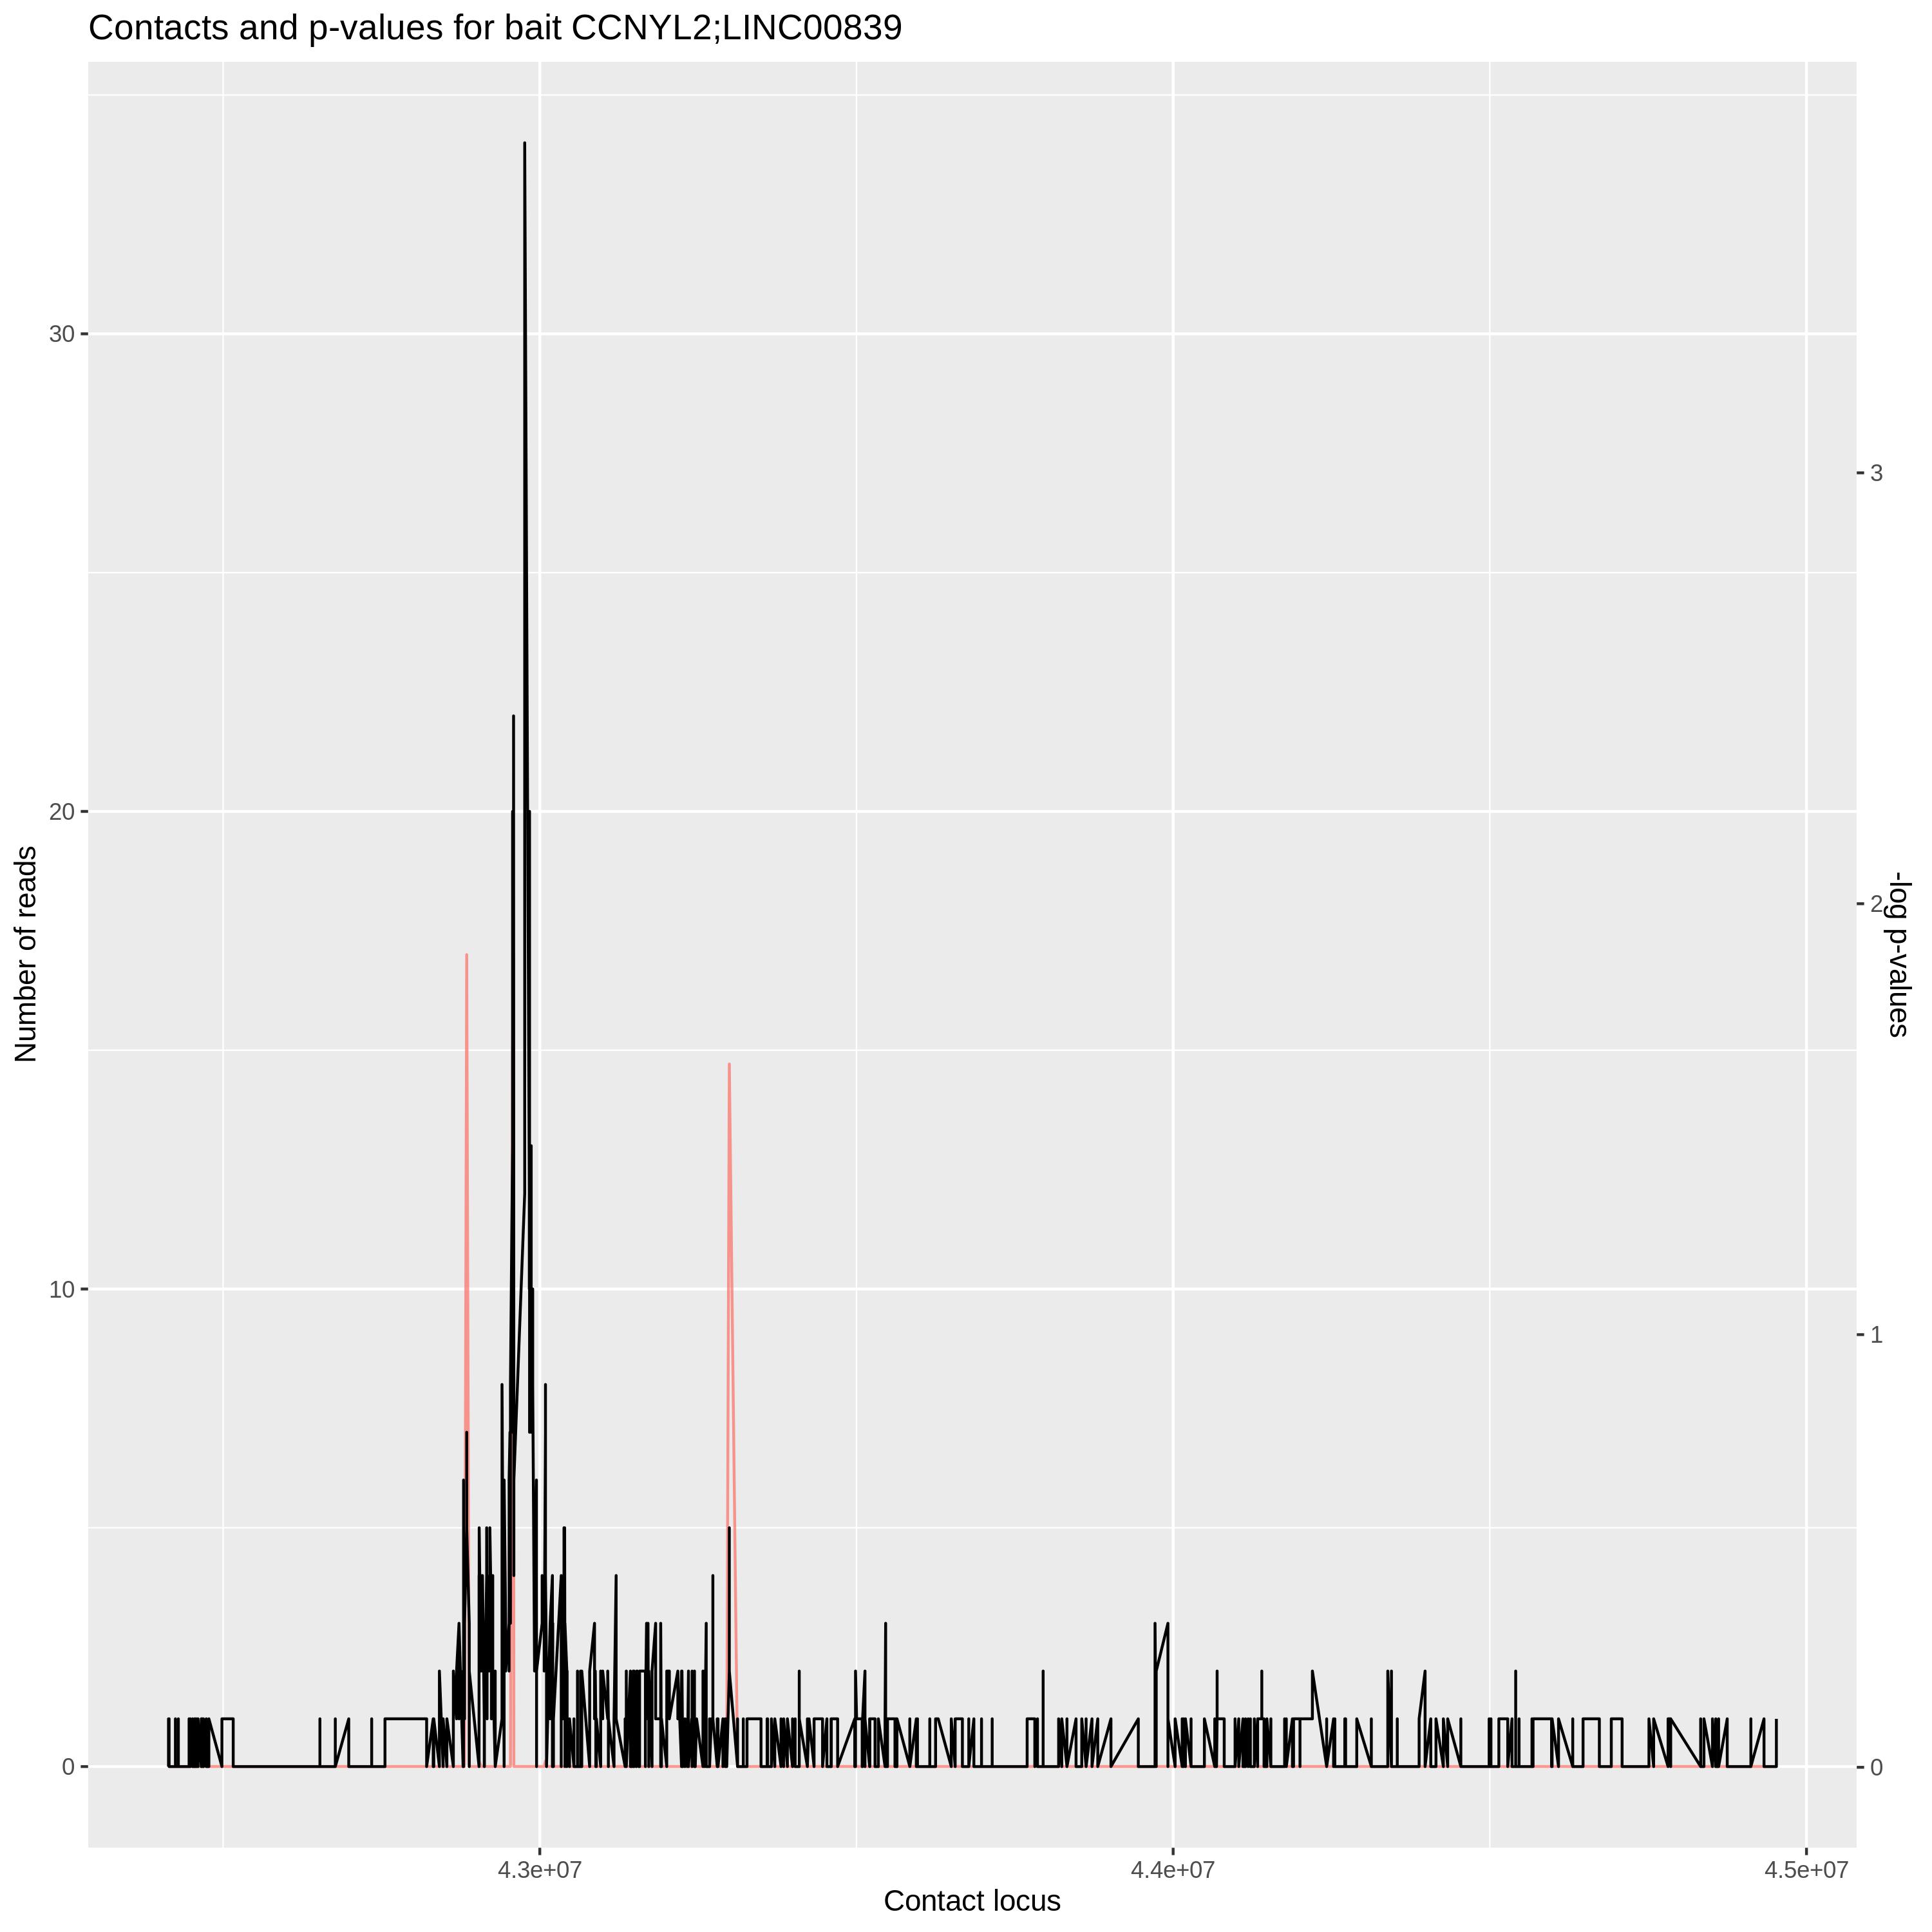 Contacts and p-values for bait CCNYL2;LINC00839
30
20
10
0
Number of reads
3
2
1
0
-log p-values
4.3e+07
4.4e+07
4.5e+07
Contact locus